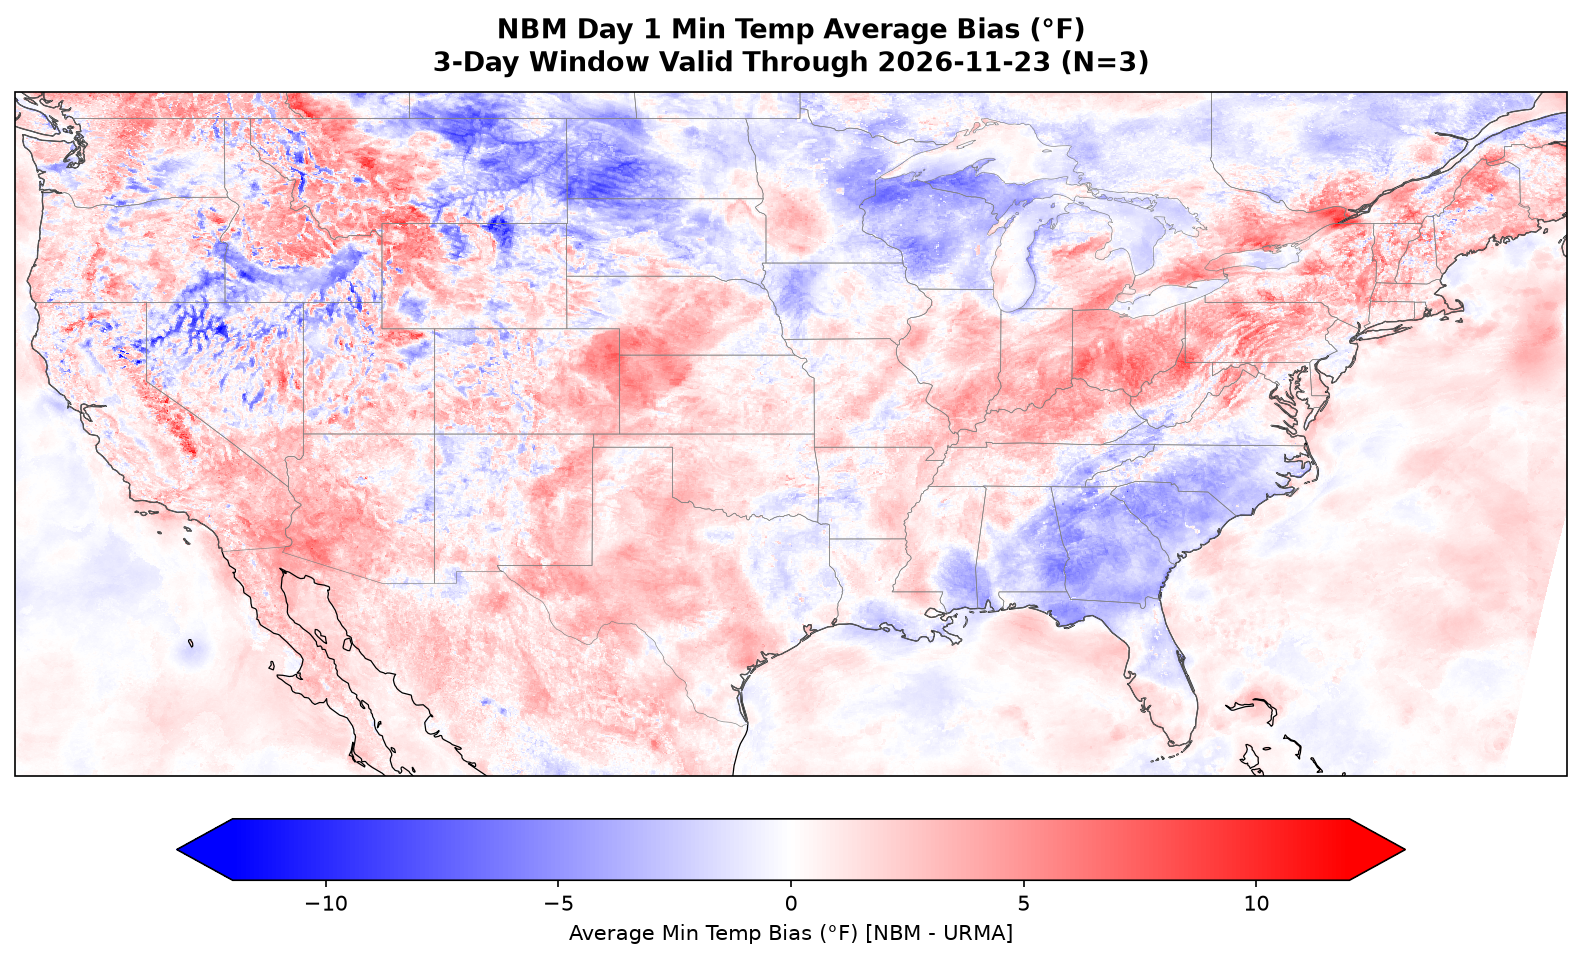 NBM Day 1 Min Temp Average Bias (°F)
3-Day Window Valid Through 2026-11-23 (N=3)
−10 −5 0 5 10
Average Min Temp Bias (°F) [NBM - URMA]